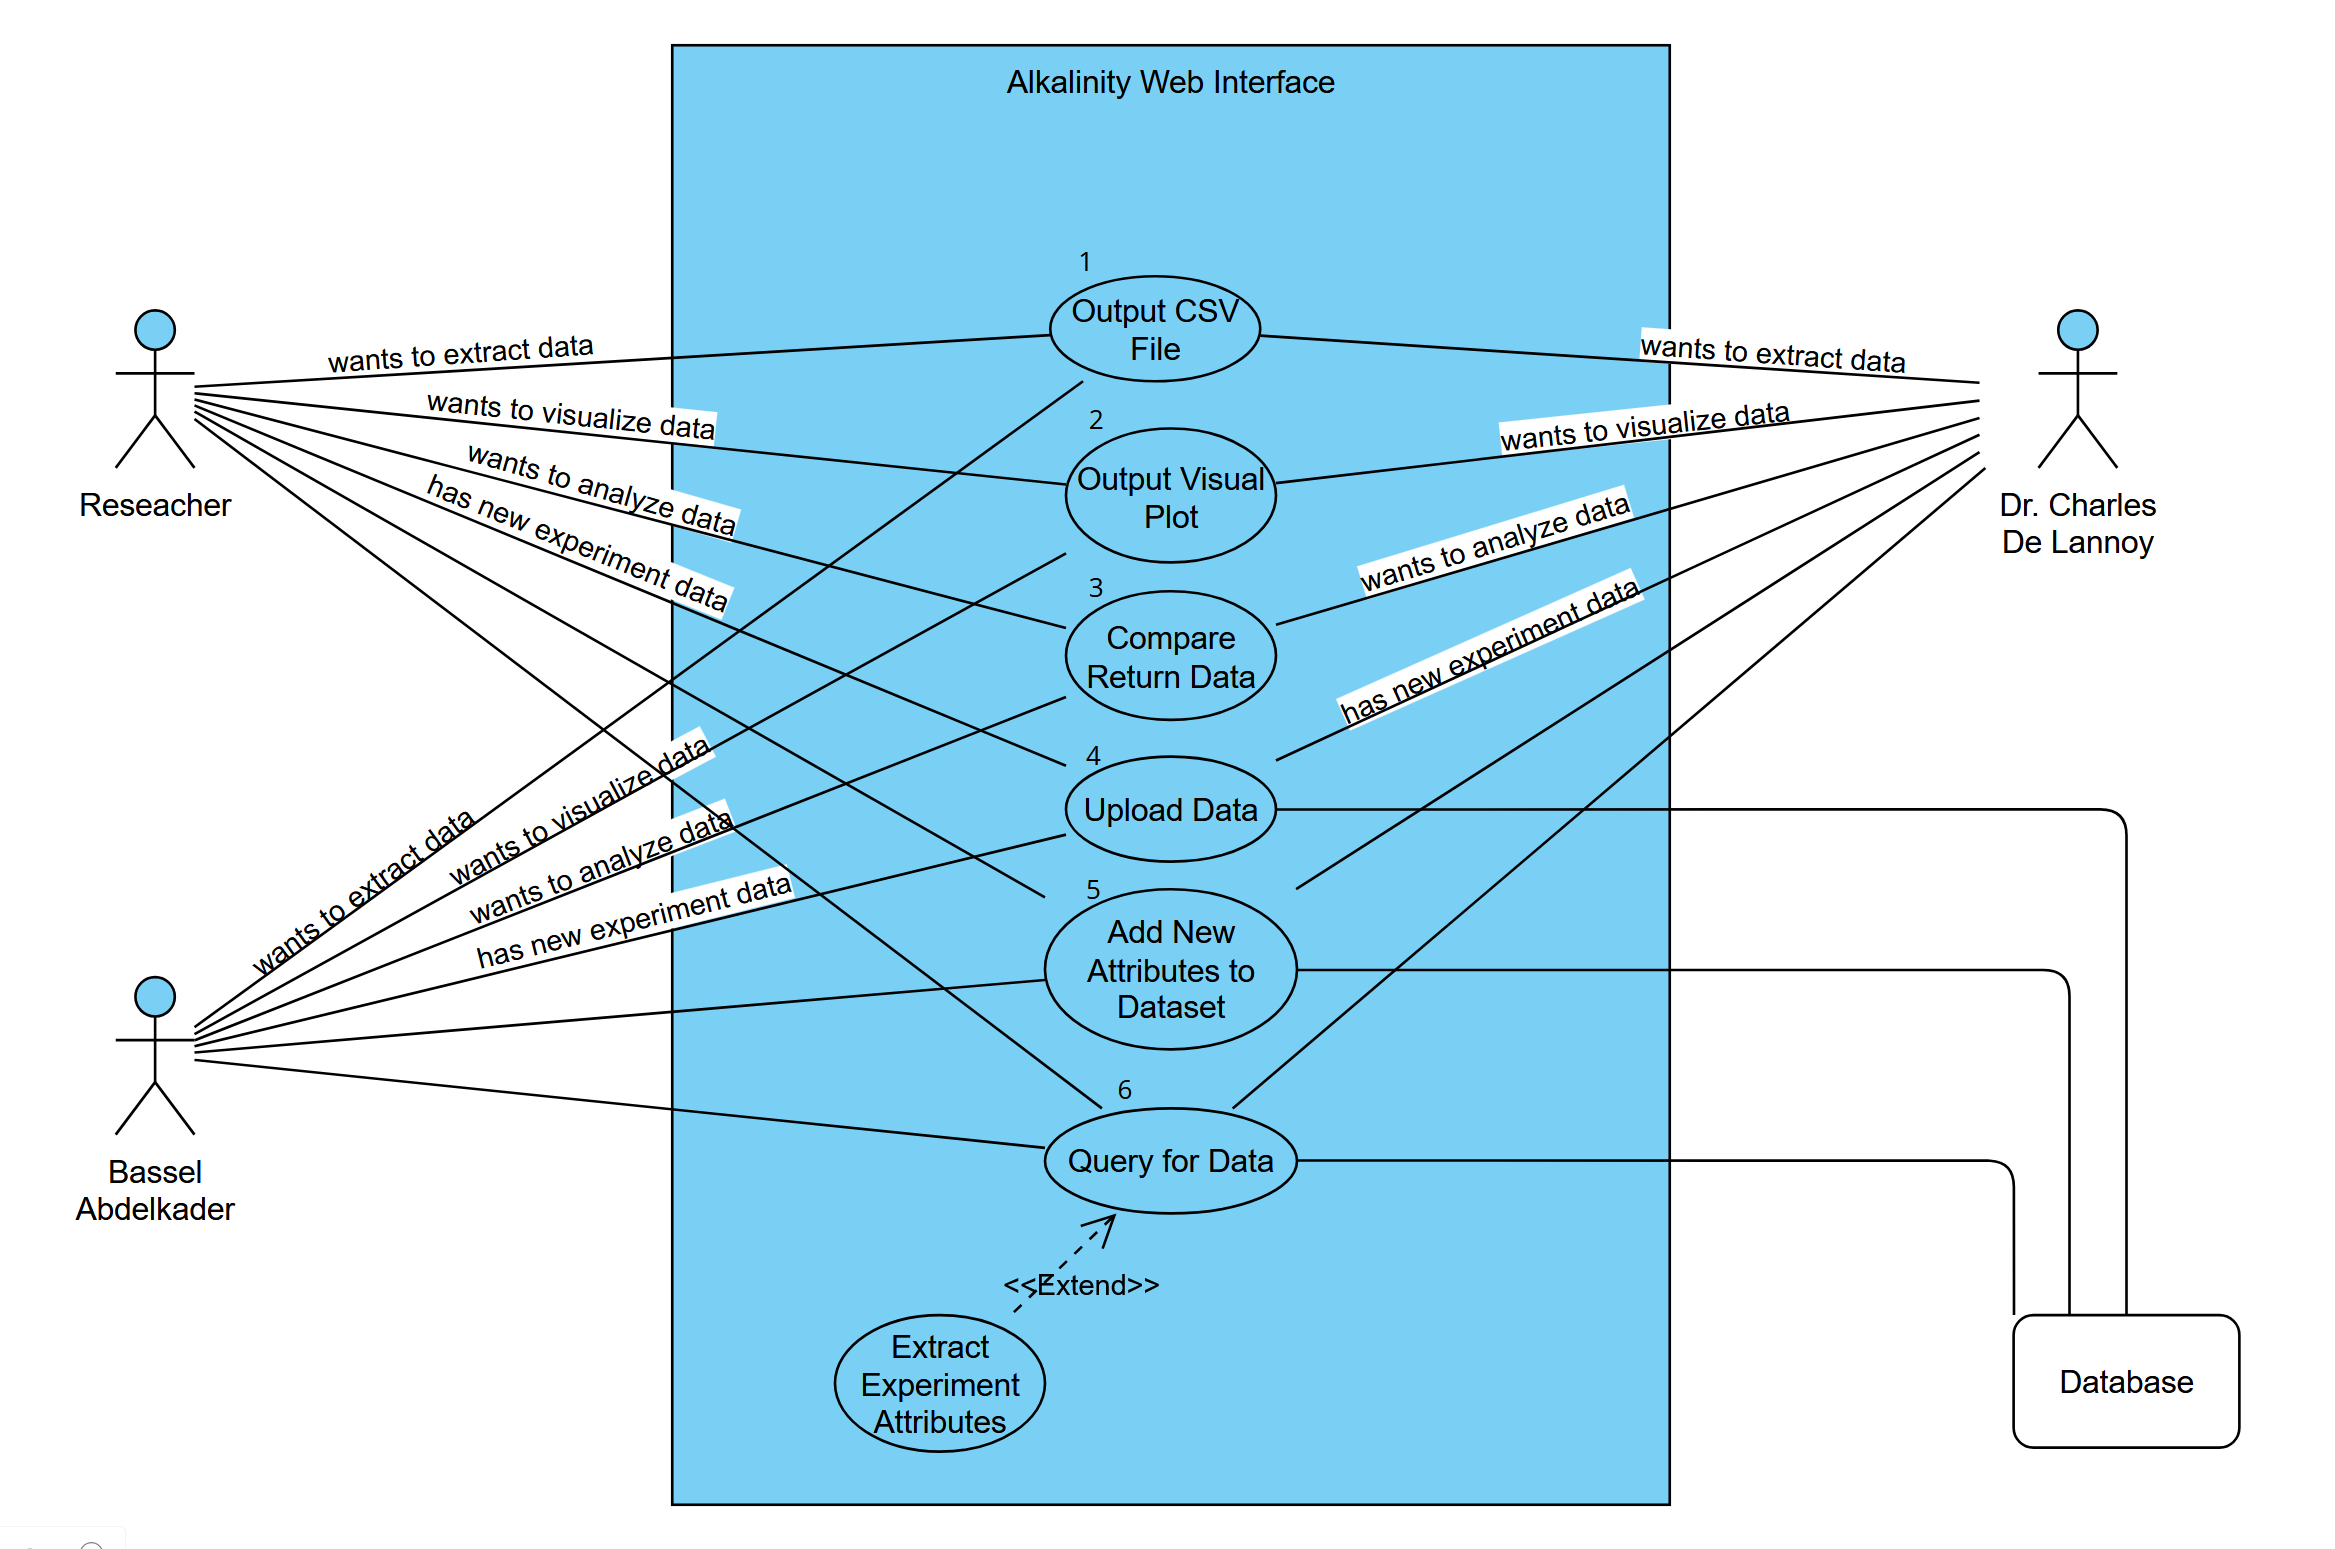 Alkalinity Web Interface
1
Output CSV
File
wants to extract data
wants to extract data
wants to visualize data
2
Output Visual
Plot
wants to visualize data
Reseacher
Dr. Charles
De Lannoy
wants to analyze data
has new experiment data
3
Compare
Return Data
wants to analyze data
has new experiment data
4
Upload Data
wants to extract data
wants to visualize data
wants to analyze data
has new experiment data
5
Add New
Attributes to
Dataset
6
Query for Data
Bassel
Abdelkader
<<Extend>>
Extract
Experiment
Attributes
Database